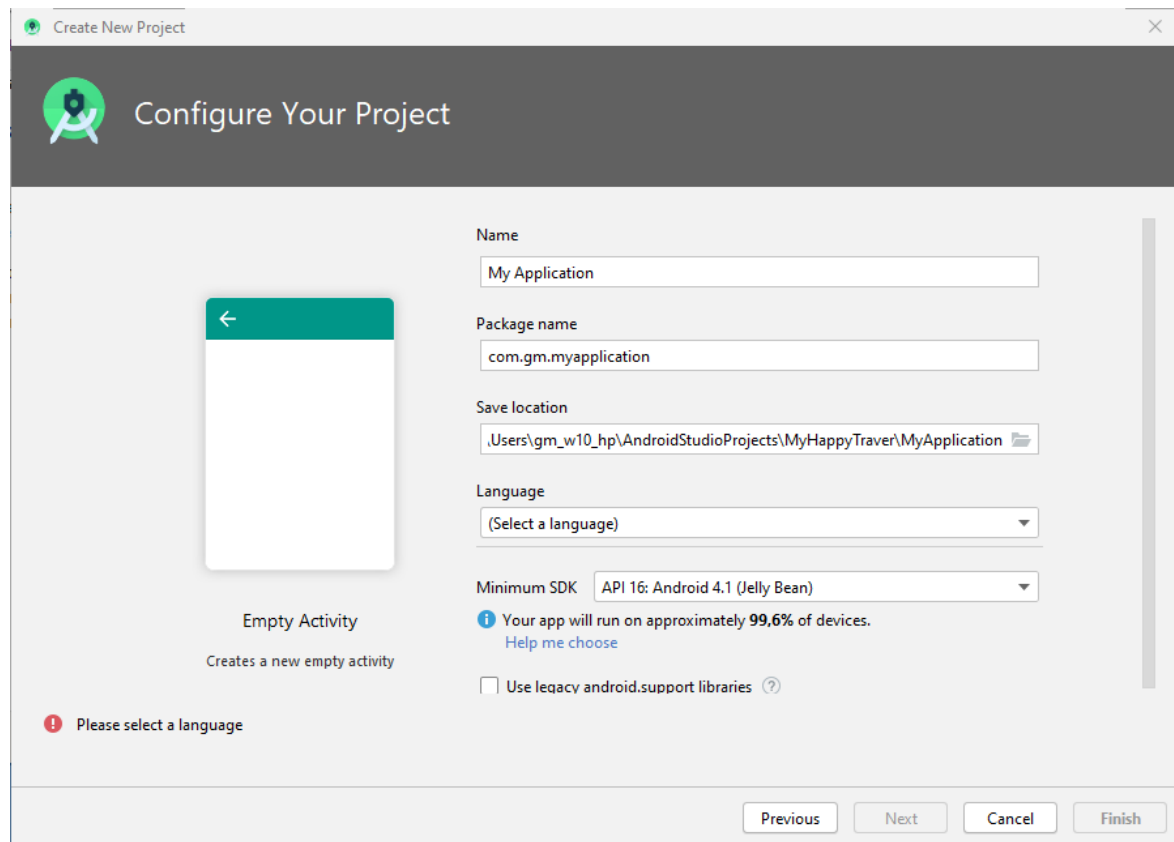 Create New Project
Configure Your Project
Name
My Application
Package name
com.gm.myapplication
Save location
\Users\gm_w10_hp\AndroidStudioProjects\MyHappyTraver\MyApplication
Language
(Select a language)
Minimum SDK API 16: Android 4.1 (Jelly Bean)
Your app will run on approximately 99,6% of devices.
Help me choose
Use legacy android.support libraries ?
Empty Activity
Creates a new empty activity
Please select a language
Previous Next Cancel Finish